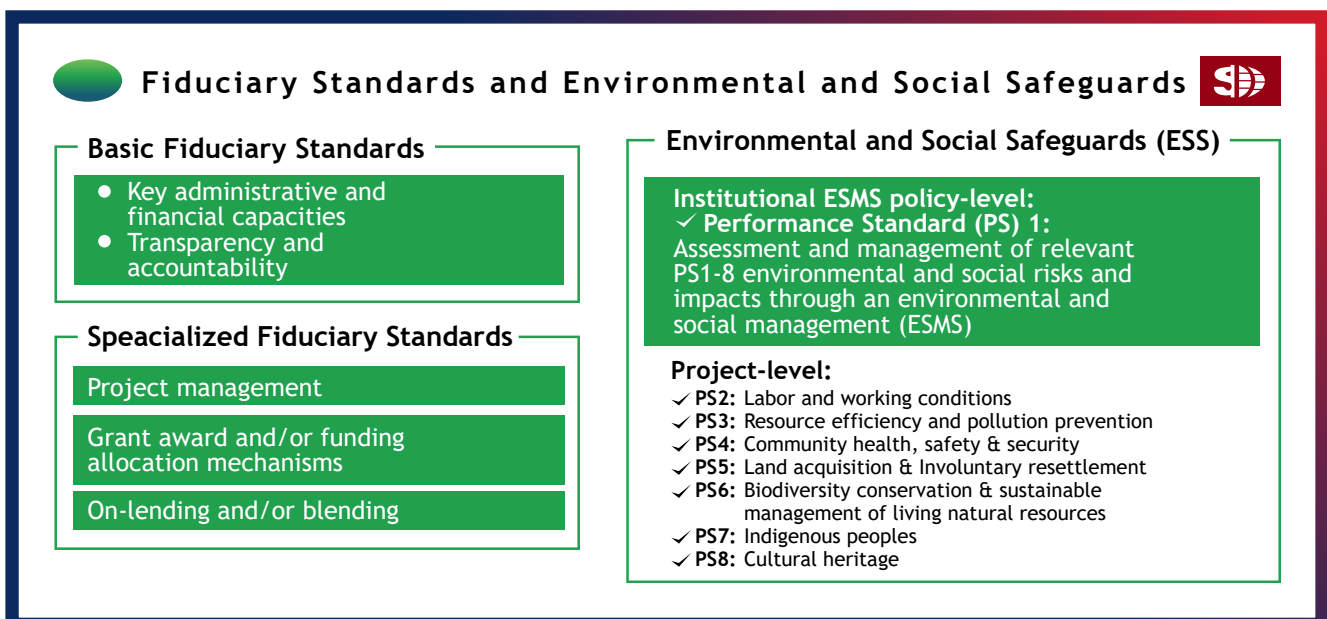 Fiduciary Standards and Environmental and Social Safeguards
Basic Fiduciary Standards
● Key administrative and
financial capacities
● Transparency and
accountability
Speacialized Fiduciary Standards
Project management
Grant award and/or funding
allocation mechanisms
On-lending and/or blending
Environmental and Social Safeguards (ESS)
Institutional ESMS policy-level:
✓ Performance Standard (PS) 1:
Assessment and management of relevant
PS1-8 environmental and social risks and
impacts through an environmental and
social management (ESMS)
Project-level:
✓ PS2: Labor and working conditions
✓ PS3: Resource efficiency and pollution prevention
✓ PS4: Community health, safety & security
✓ PS5: Land acquisition & Involuntary resettlement
✓ PS6: Biodiversity conservation & sustainable
management of living natural resources
✓ PS7: Indigenous peoples
✓ PS8: Cultural heritage